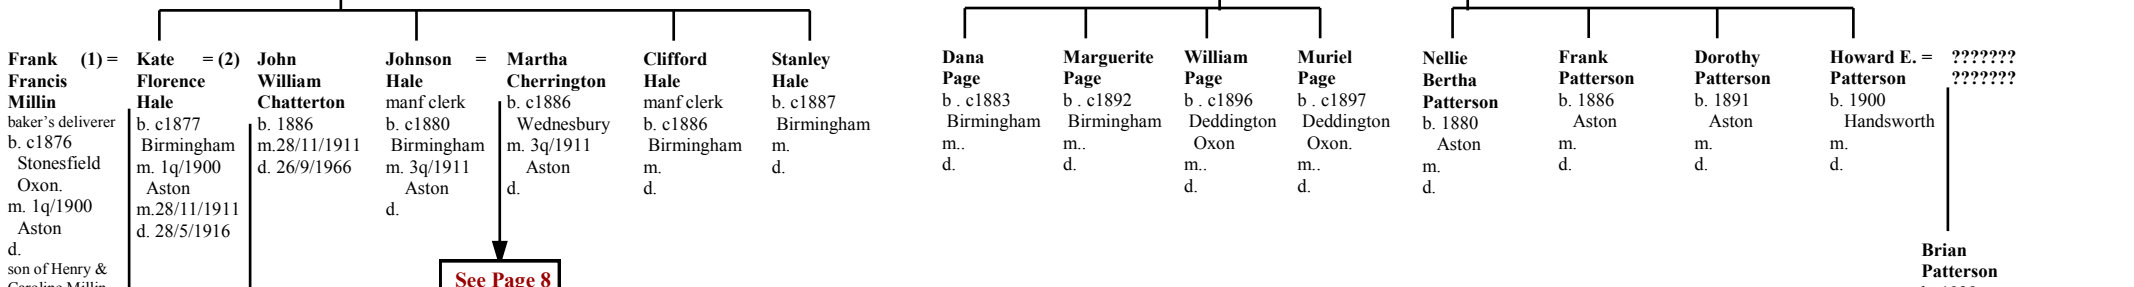 Frank (1) =
Francis
Millin
baker's deliverer
b. c1876
Stonesfield
Oxon.
m. 1q/1900
Aston
d.
son of Henry &
Caroline Millin
Kate = (2)
Florence
Hale
b. c1877
Birmingham
m. 1q/1900
Aston
m.28/11/1911
d. 28/5/1916
John
William
Chatterton
b. 1886
m.28/11/1911
d. 26/9/1966
Johnson =
Hale
manf clerk
b. c1880
Birmingham
m. 3q/1911
Aston
d.
Martha
Cherrington
b. c1886
Wednesbury
m. 3q/1911
Aston
d.
See Page 8
Clifford
Hale
manf clerk
b. c1886
Birmingham
m.
d.
Stanley
Hale
b. c1887
Birmingham
m.
d.
Dana
Page
b . c1883
Birmingham
m..
d.
Marguerite
Page
b . c1892
Birmingham
m..
d.
William
Page
b . c1896
Deddington
Oxon
m..
d.
Muriel
Page
b . c1897
Deddington
Oxon.
m..
d.
Nellie
Bertha
Patterson
b. 1880
Aston
m.
d.
Frank
Patterson
b. 1886
Aston
m.
d.
Dorothy
Patterson
b. 1891
Aston
m.
d.
Howard E. =
Patterson
b. 1900
Handsworth
m.
d.
???????
???????
Brian
Patterson